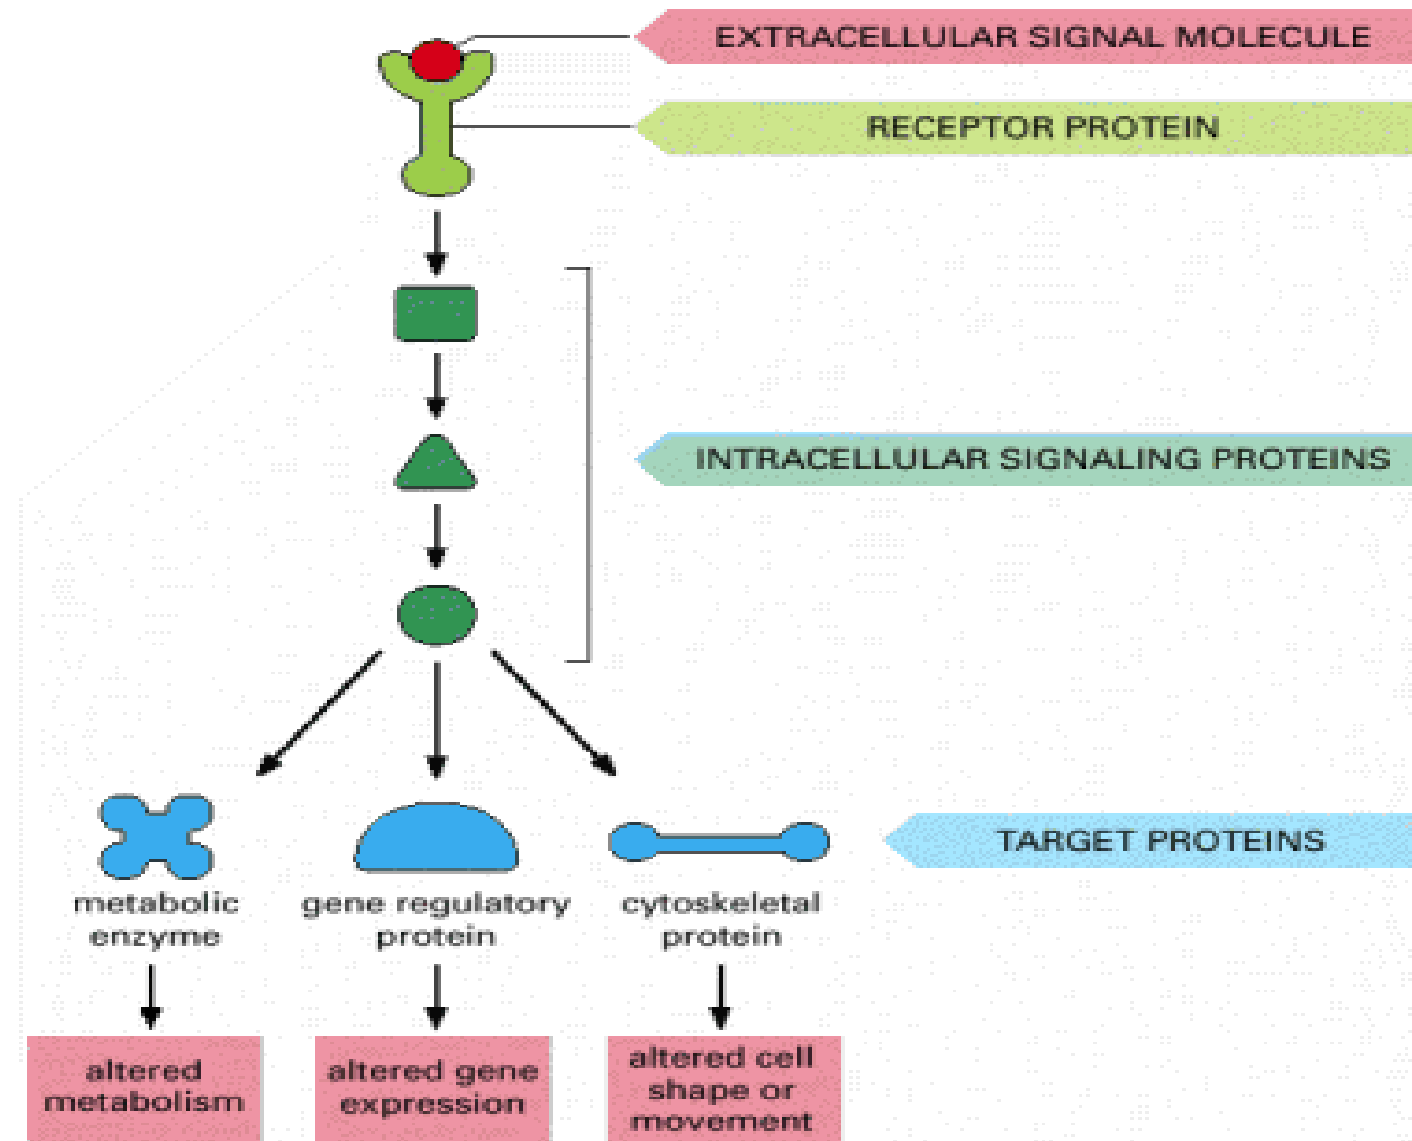 EXTRACELLULAR SIGNAL MOLECULE
RECEPTOR PROTEIN
INTRACELLULAR SIGNALING PROTEINS
TARGET PROTEINS
metabolic
enzyme
gene regulatory
protein
cytoskeletal
protein
altered
metabolism
altered gene
expression
altered cell
shape or
movement